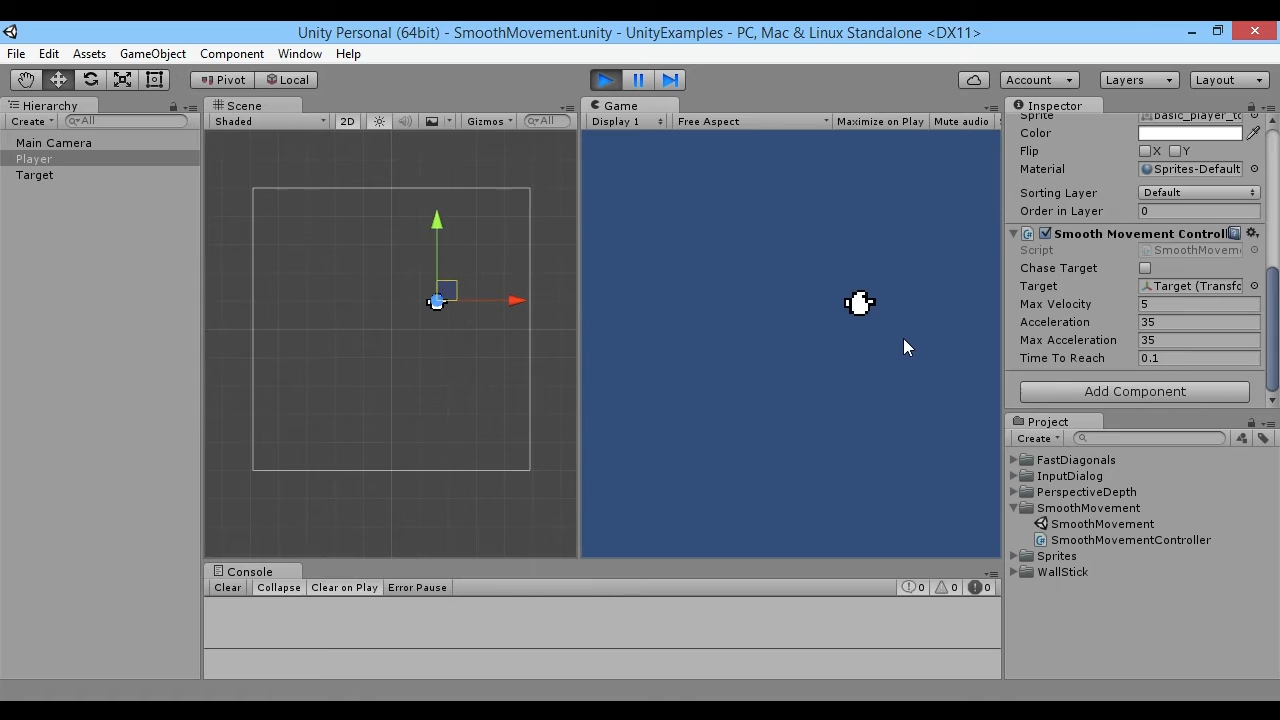 Unity Personal (64bit) - SmoothMovement.unity - UnityExamples - PC, Mac & Linux Standalone <DX11>
File Edit Assets GameObject Component Window Help
Pivot Local Account Layers Layout
Hierarchy
Create All
Main Camera
Player
Target
Scene
Shaded 2D Gizmos All
Game
Display 1 Free Aspect Maximize on Play Mute audio
Inspector
Sprite
Color
Flip X Y
Material Sprites-Default
Sorting Layer Default
Order in Layer 0
Smooth Movement Control
Script SmoothMovem
Chase Target
Target Target (Transfo
Max Velocity 5
Acceleration 35
Max Acceleration 35
Time To Reach 0.1
Add Component
Project
Create
FastDiagonals
InputDialog
PerspectiveDepth
SmoothMovement
SmoothMovement
SmoothMovementController
Sprites
WallStick
Console
Clear Collapse Clear on Play Error Pause 0 0 0